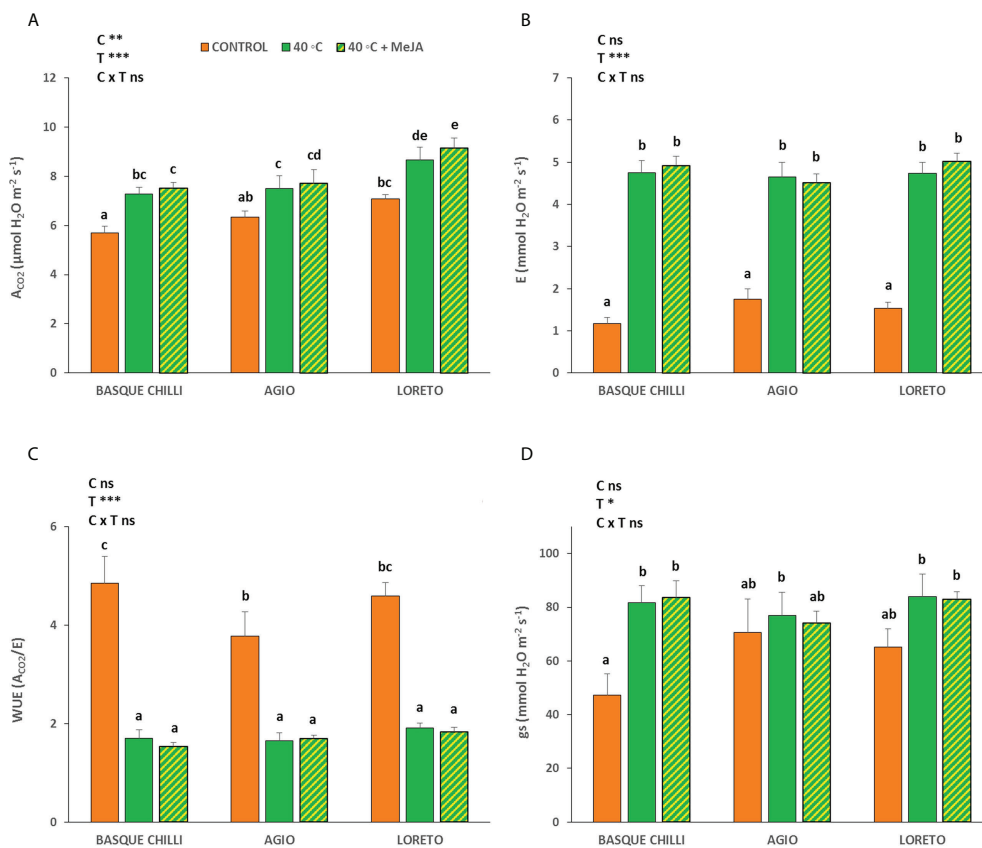 A
C **
T ***
C x T ns
CONTROL 40 ◦C 40 ◦C + MeJA
12
10
8
6
4
2
0
A_CO2 (µmol H₂O m⁻² s⁻¹)
a bc c ab c cd bc de e
BASQUE CHILLI AGIO LORETO
B
C ns
T ***
C x T ns
7
6
5
4
3
2
1
0
E (mmol H₂O m⁻² s⁻¹)
a b b a b b a b b
BASQUE CHILLI AGIO LORETO
C
C ns
T ***
C x T ns
6
4
2
0
WUE (A_CO2/E)
c a a b a a bc a a
BASQUE CHILLI AGIO LORETO
D
C ns
T *
C x T ns
100
80
60
40
20
0
gs (mmol H₂O m⁻² s⁻¹)
a b b ab b ab ab b b
BASQUE CHILLI AGIO LORETO